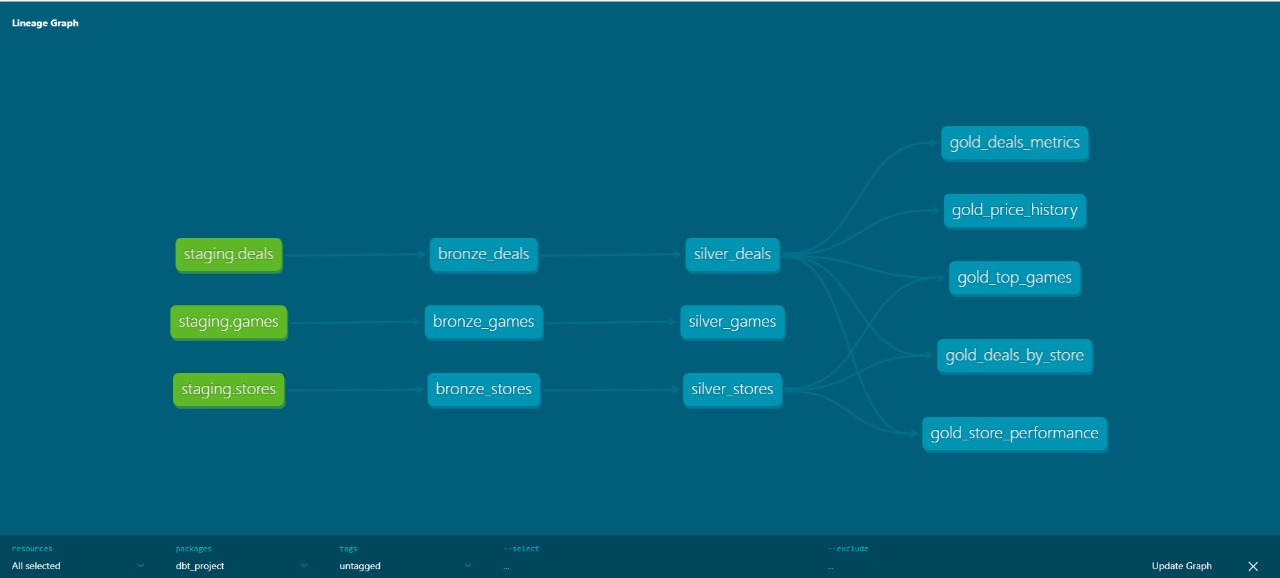 Lineage Graph
gold_deals_metrics
gold_price_history
staging.deals
bronze_deals
silver_deals
gold_top_games
staging.games
bronze_games
silver_games
gold_deals_by_store
staging.stores
bronze_stores
silver_stores
gold_store_performance
resources
All selected
packages
dbt_project
tags
untagged
--select
...
--exclude
...
Update Graph